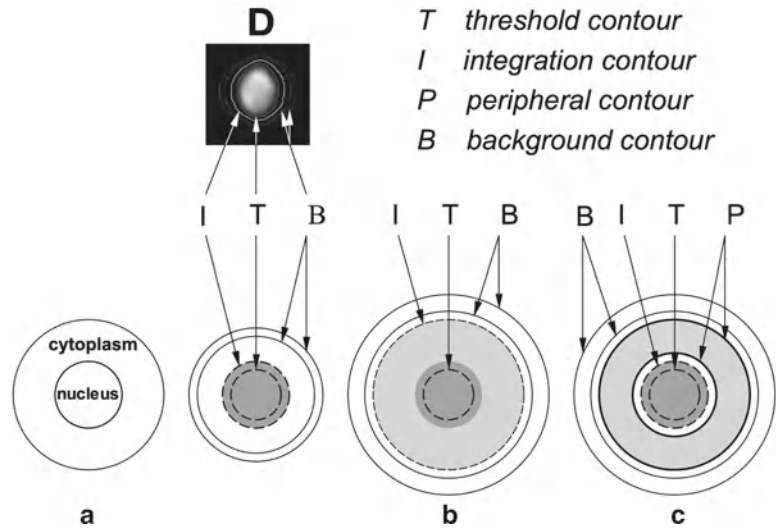 D
T threshold contour
I integration contour
P peripheral contour
B background contour
I T B I T B B I T P
cytoplasm
nucleus
a b c